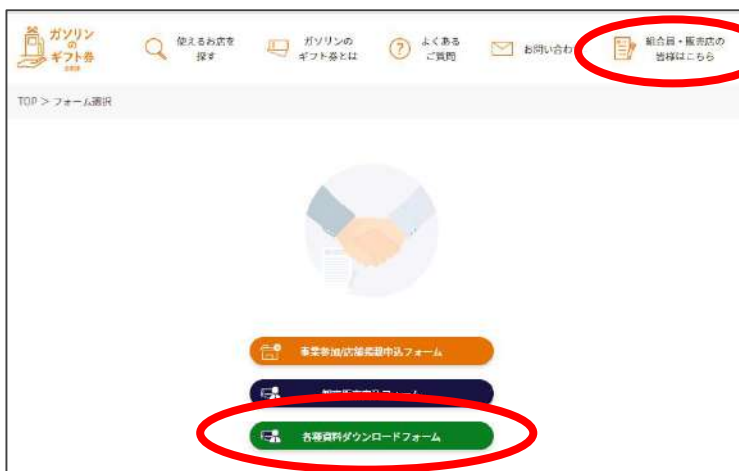 ガソリン
の
ギフト券
使えるお店を
探す
ガソリンの
ギフト券とは
よくある
ご質問
お問い合わ
組合員・販売店の
皆様はこちら
TOP > フォーム選択
事業参加/店舗掲載申込フォーム
各種資料ダウンロードフォーム